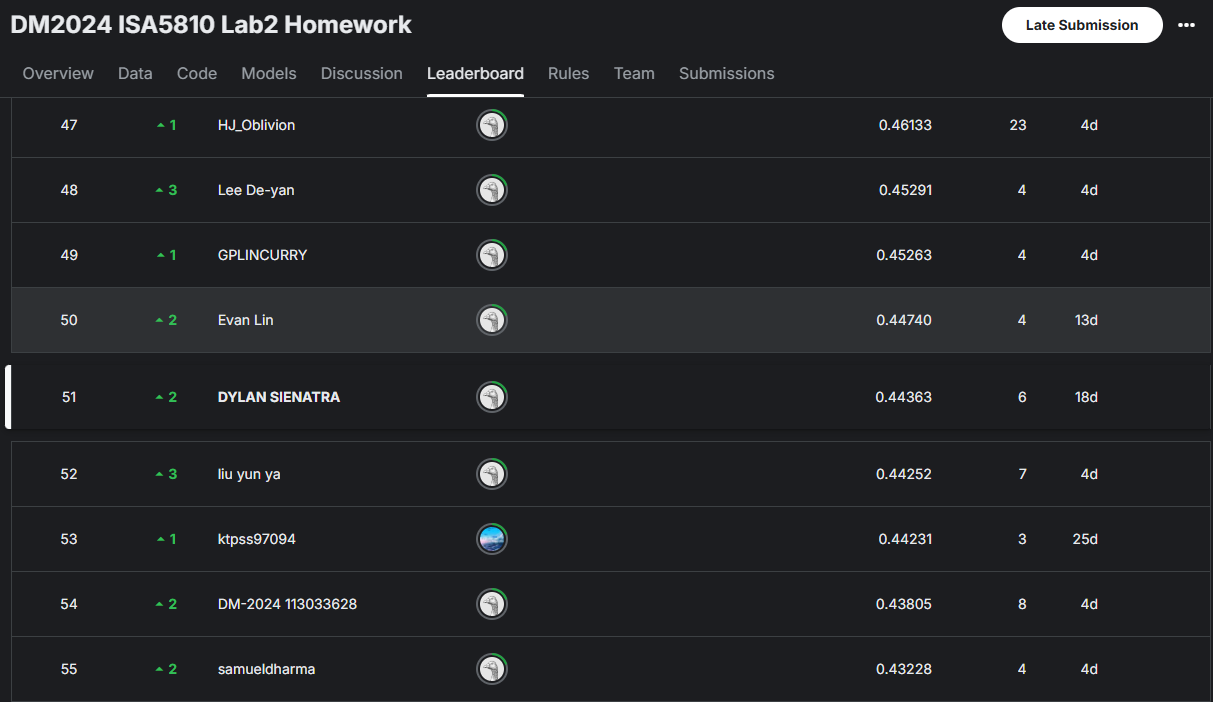 DM2024 ISA5810 Lab2 Homework
Late Submission
Overview Data Code Models Discussion Leaderboard Rules Team Submissions
47 1 HJ_Oblivion 0.46133 23 4d
48 3 Lee De-yan 0.45291 4 4d
49 1 GPLINCURRY 0.45263 4 4d
50 2 Evan Lin 0.44740 4 13d
51 2 DYLAN SIENATRA 0.44363 6 18d
52 3 liu yun ya 0.44252 7 4d
53 1 ktpss97094 0.44231 3 25d
54 2 DM-2024 113033628 0.43805 8 4d
55 2 samueldharma 0.43228 4 4d